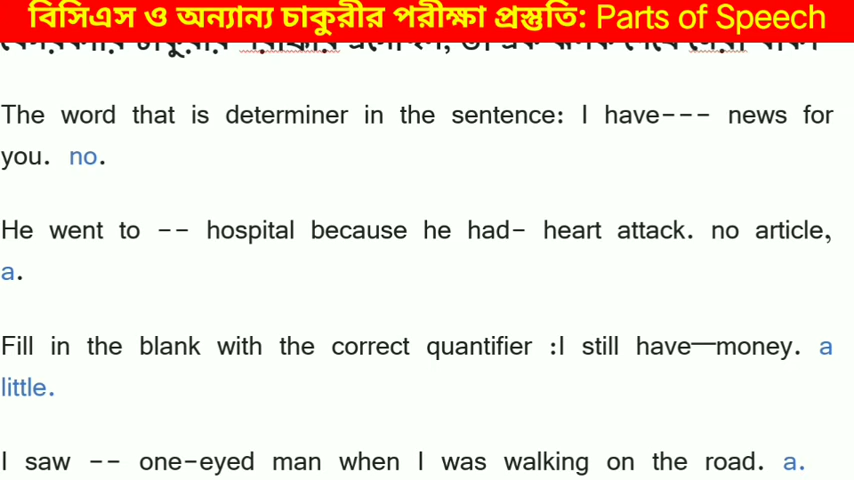 বিসিএস ও অন্যান্য চাকুরীর পরীক্ষা প্রস্তুতি: Parts of Speech
The word that is determiner in the sentence: I have--- news for
you. no.
He went to -- hospital because he had- heart attack. no article,
a.
Fill in the blank with the correct quantifier :I still have—money. a
little.
I saw -- one-eyed man when I was walking on the road. a.